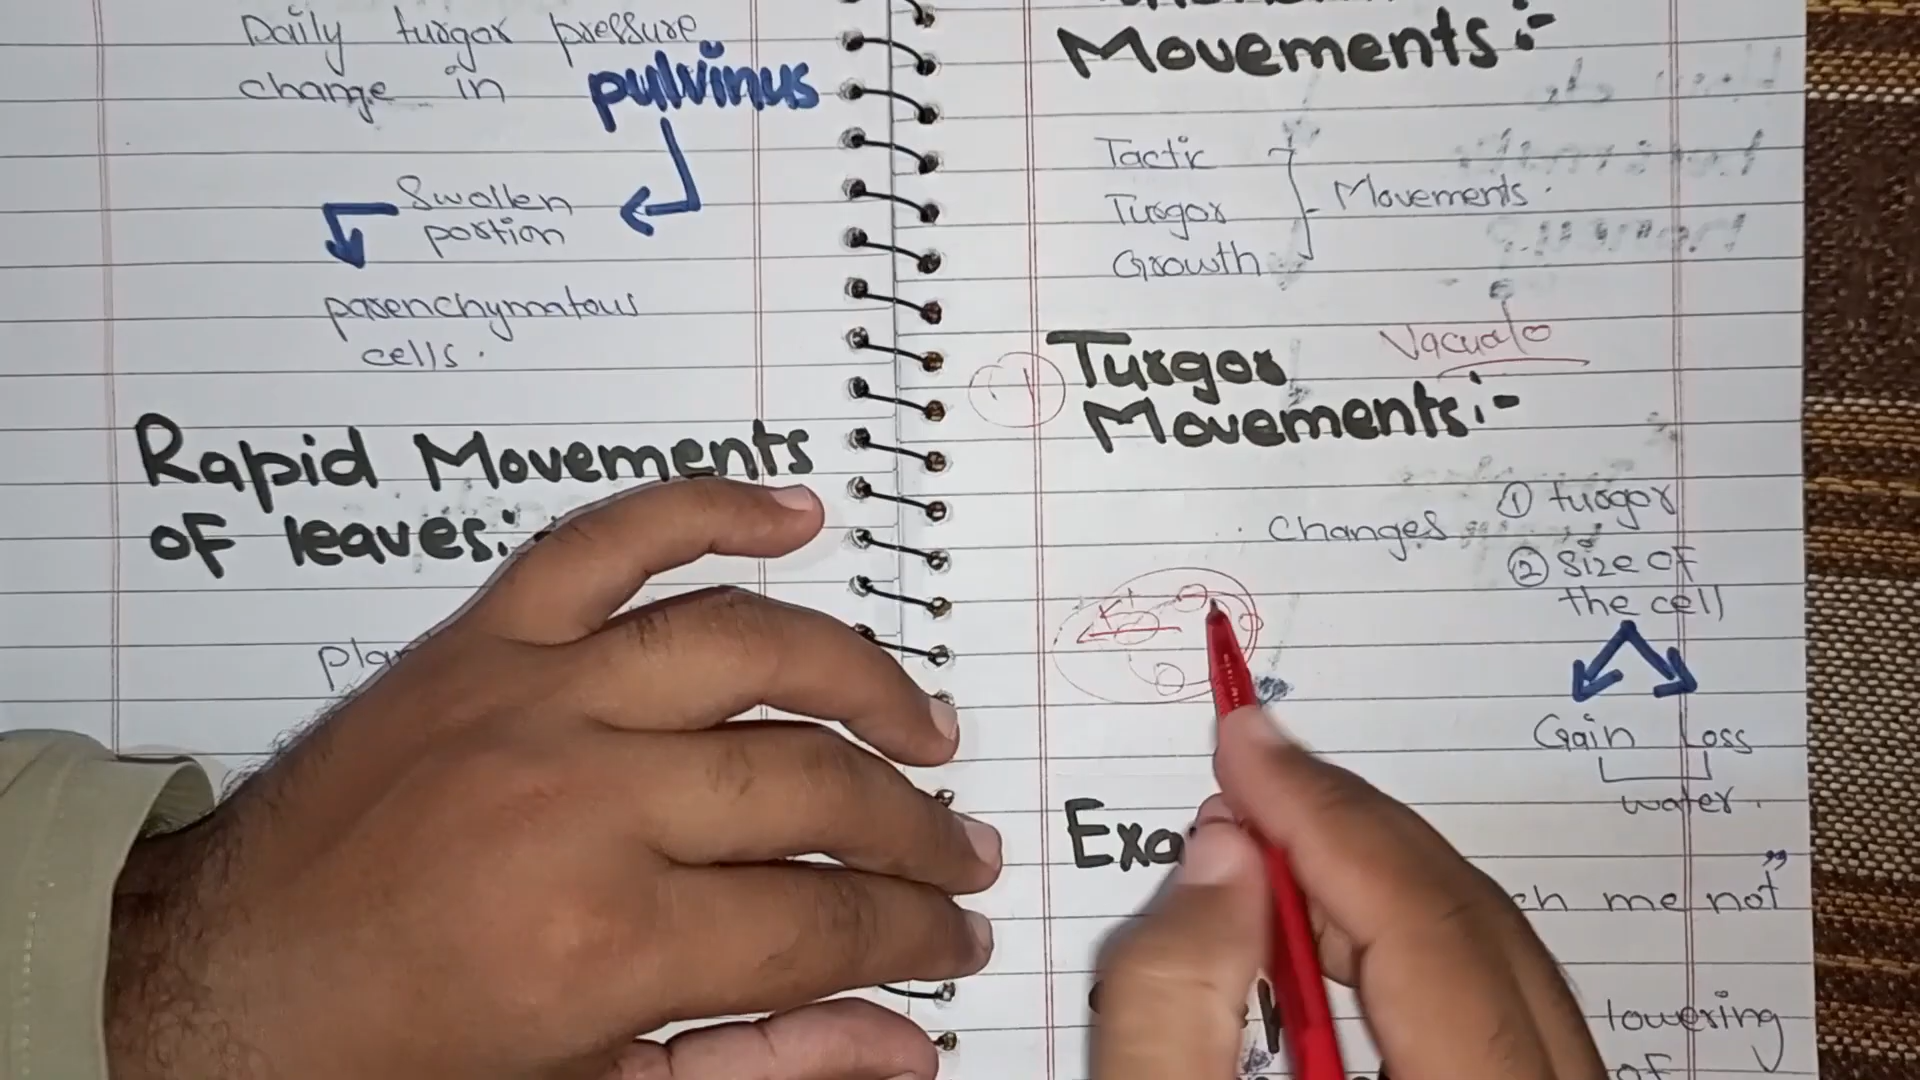 Daily turgor pressure
change in pulvinus
Swollen
portion
parenchymatous
cells.
Rapid Movements
of leaves:
Movements:-
Tactic
Turgor
Growth
Movements.
Vacuole
Turgor
Movements:-
Changes
① turgor
② Size of
the cell
Gain Loss
water.
me not"
lowering
of